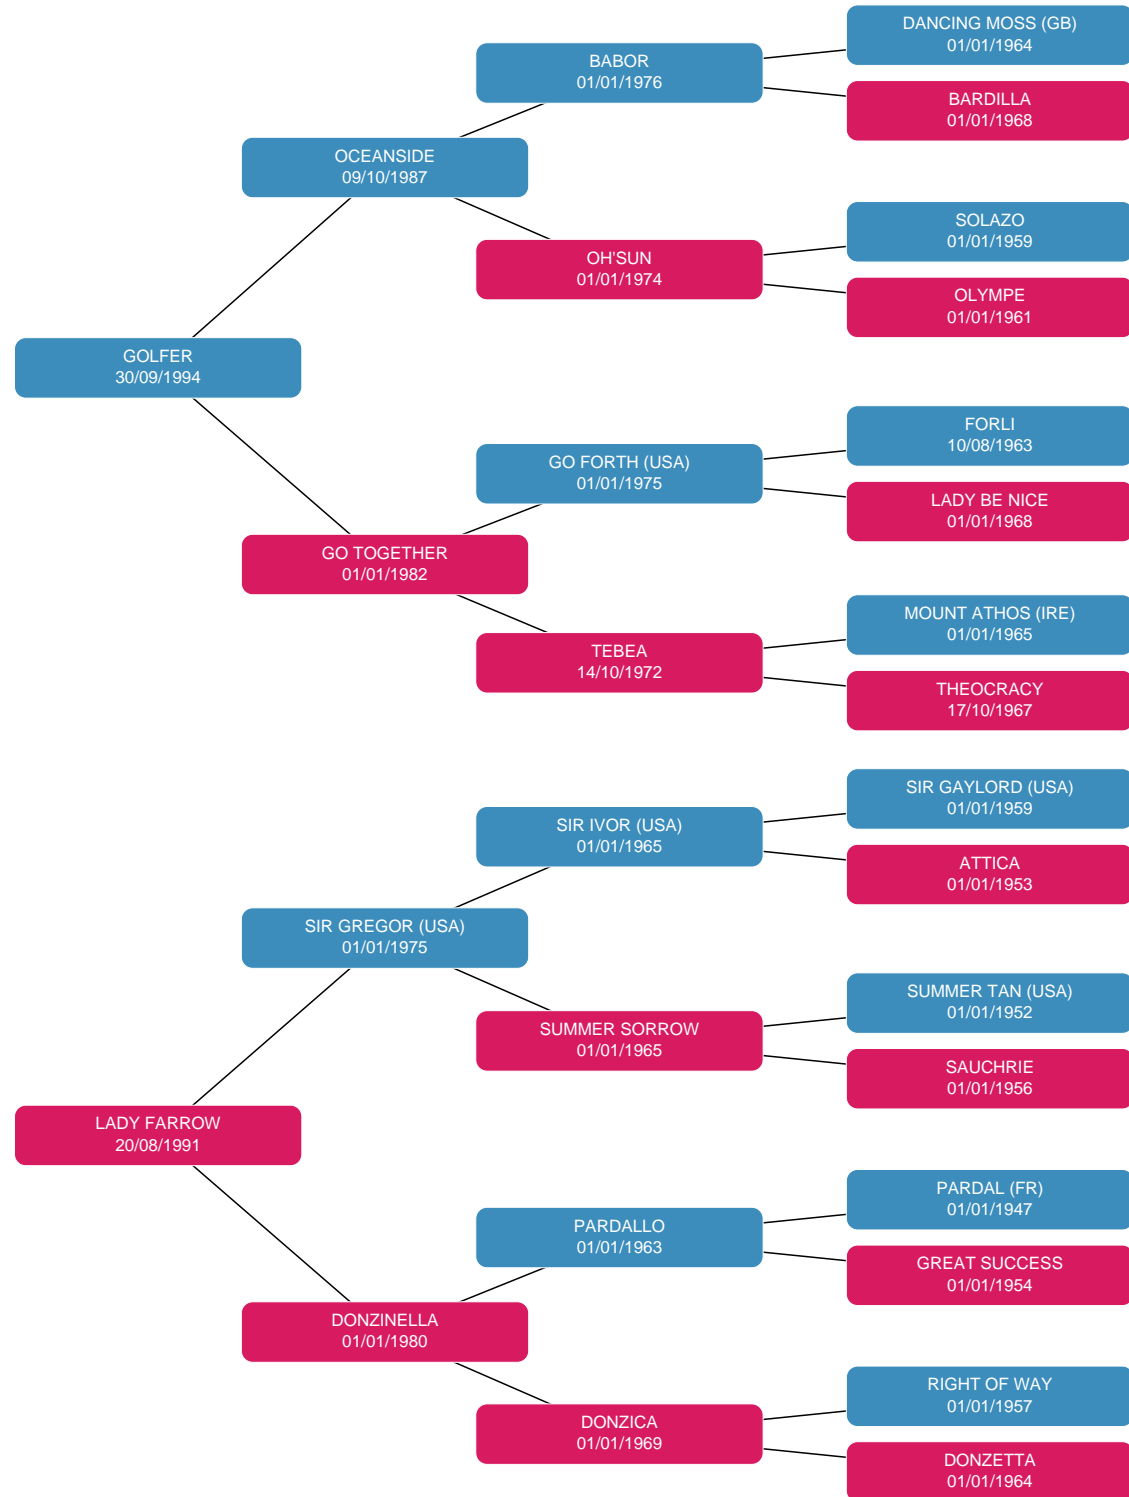 DANCING MOSS (GB)
01/01/1964
BABOR
01/01/1976
BARDILLA
01/01/1968
OCEANSIDE
09/10/1987
SOLAZO
01/01/1959
OH'SUN
01/01/1974
OLYMPE
01/01/1961
GOLFER
30/09/1994
FORLI
10/08/1963
GO FORTH (USA)
01/01/1975
LADY BE NICE
01/01/1968
GO TOGETHER
01/01/1982
MOUNT ATHOS (IRE)
01/01/1965
TEBEA
14/10/1972
THEOCRACY
17/10/1967
SIR GAYLORD (USA)
01/01/1959
SIR IVOR (USA)
01/01/1965
ATTICA
01/01/1953
SIR GREGOR (USA)
01/01/1975
SUMMER TAN (USA)
01/01/1952
SUMMER SORROW
01/01/1965
SAUCHRIE
01/01/1956
LADY FARROW
20/08/1991
PARDAL (FR)
01/01/1947
PARDALLO
01/01/1963
GREAT SUCCESS
01/01/1954
DONZINELLA
01/01/1980
RIGHT OF WAY
01/01/1957
DONZICA
01/01/1969
DONZETTA
01/01/1964